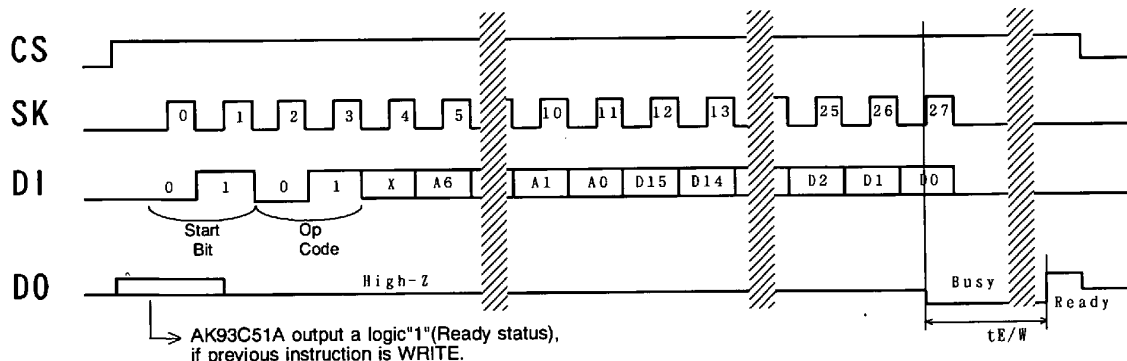 CS
SK 0 1 2 3 4 5 10 11 12 13 25 26 27
DI 0 1 0 1 X A6 A1 A0 D15 D14 D2 D1 D0
Start Bit
Op Code
DO High-Z Busy Ready
tE/W
AK93C51A output a logic"1"(Ready status),
if previous instruction is WRITE.